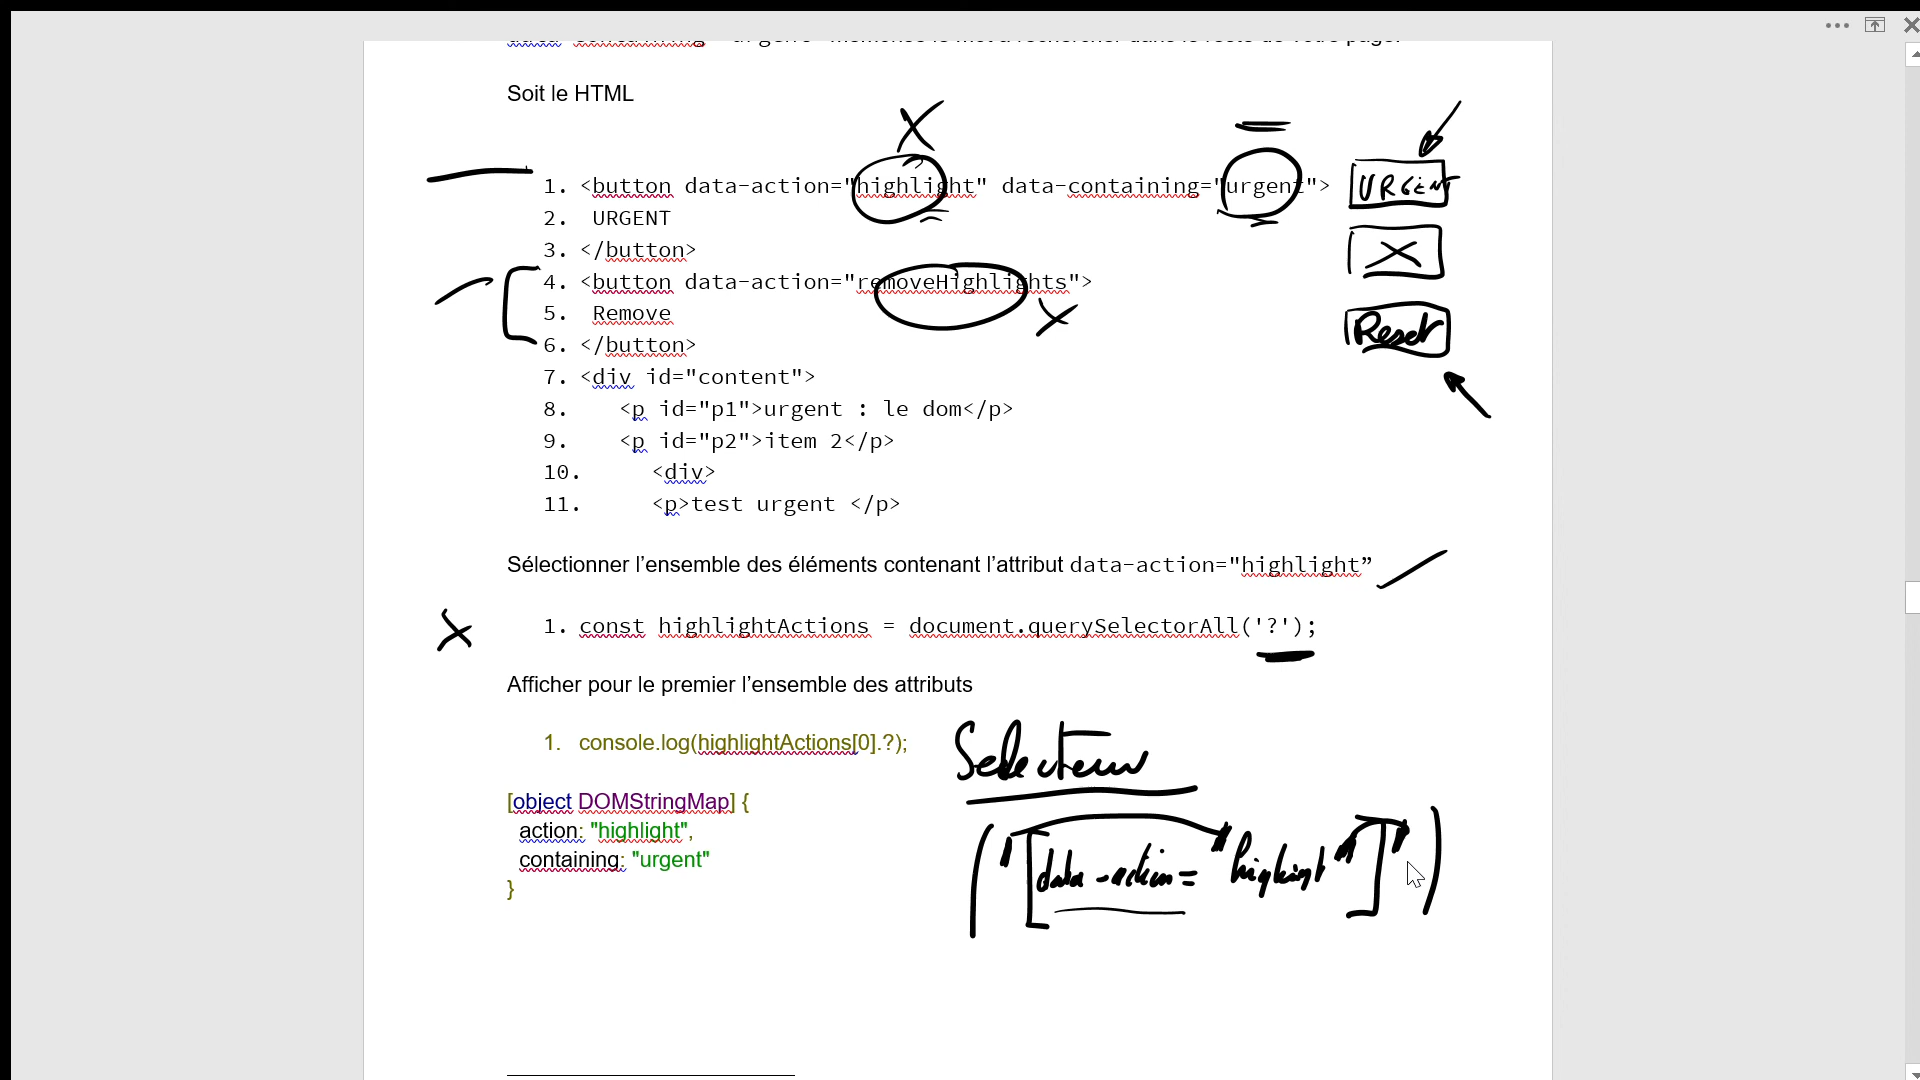 Soit le HTML
1. <button data-action="highlight" data-containing="urgent">
URGENT
2. URGENT
3. </button>
4. <button data-action="removeHighlights">
5. Remove
Reset
6. </button>
7. <div id="content">
8. <p id="p1">urgent : le dom</p>
9. <p id="p2">item 2</p>
10. <div>
11. <p>test urgent </p>
Sélectionner l’ensemble des éléments contenant l’attribut data-action="highlight”
1. const highlightActions = document.querySelectorAll('?');
Afficher pour le premier l’ensemble des attributs
1. console.log(highlightActions[0].?);
Selecteur
[object DOMStringMap] {
action: "highlight",
containing: "urgent"
}